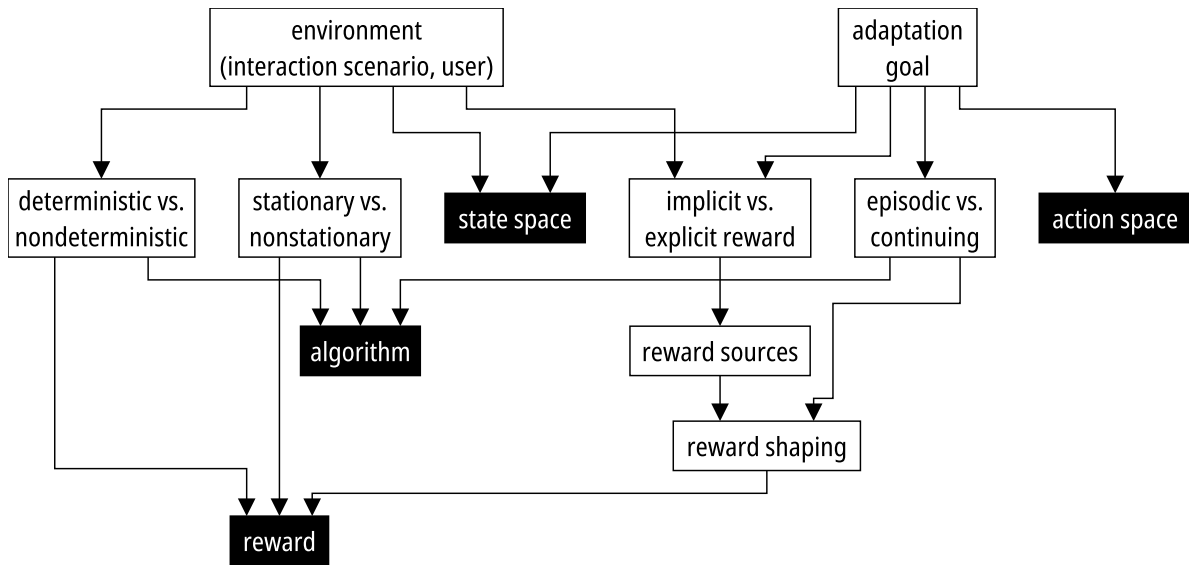 environment
(interaction scenario, user)
adaptation
goal
deterministic vs.
nondeterministic
stationary vs.
nonstationary
state space
implicit vs.
explicit reward
episodic vs.
continuing
action space
algorithm
reward sources
reward shaping
reward